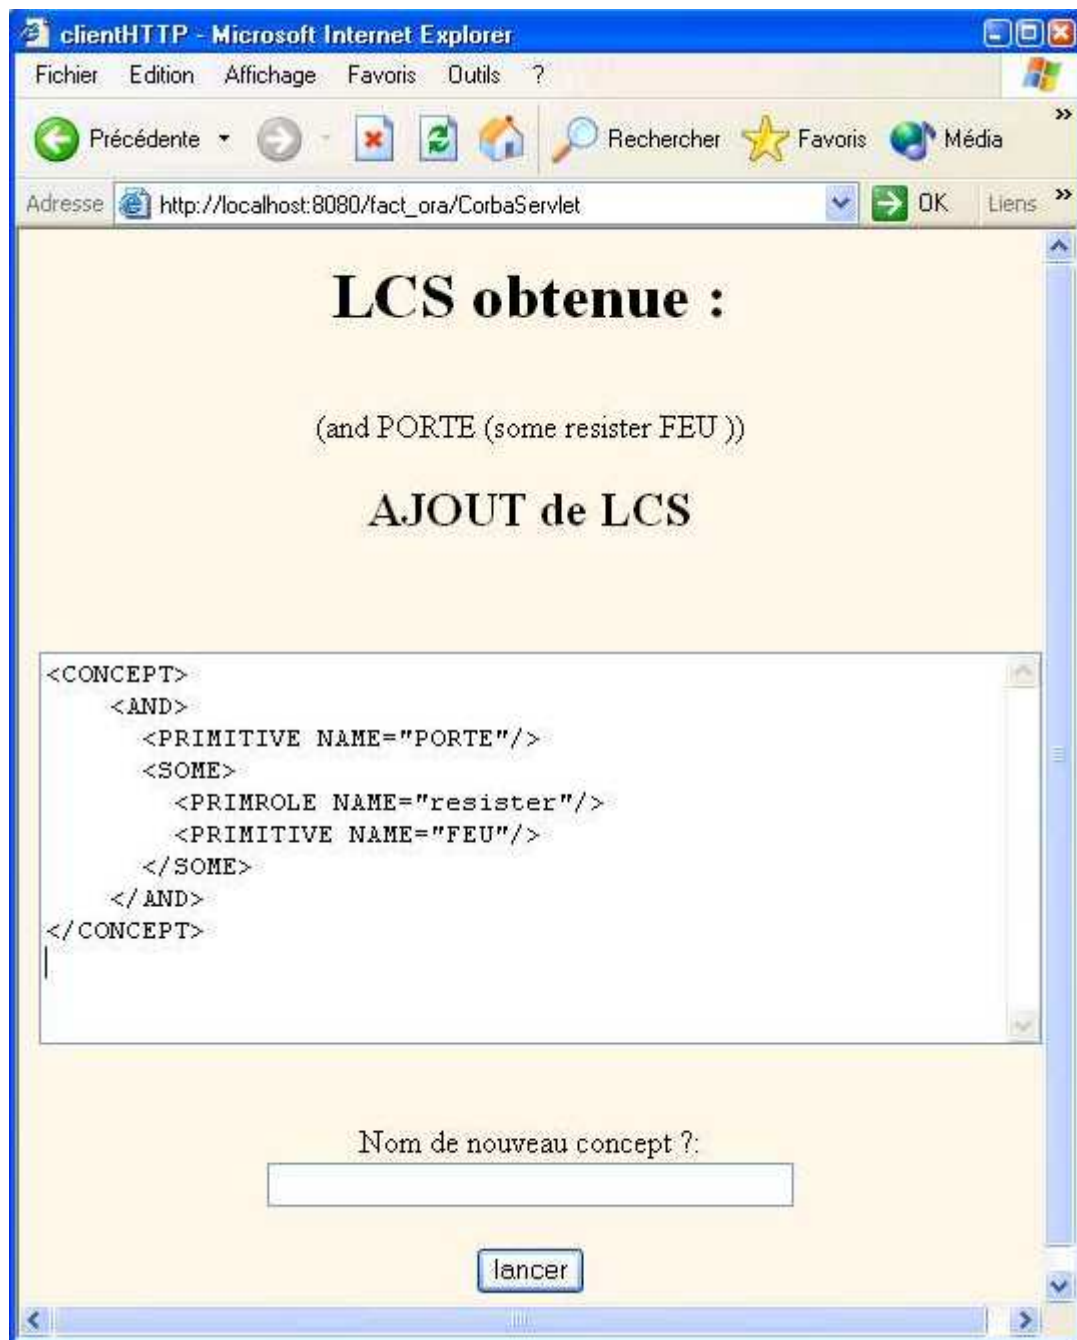 clientHTTP - Microsoft Internet Explorer
Fichier Edition Affichage Favoris Outils ?
Précédente Rechercher Favoris Média »
Adresse http://localhost:8080/fact_ora/CorbaServlet OK Liens »
LCS obtenue :
(and PORTE (some resister FEU ))
AJOUT de LCS
<CONCEPT>
<AND>
<PRIMITIVE NAME="PORTE"/>
<SOME>
<PRIMROLE NAME="resister"/>
<PRIMITIVE NAME="FEU"/>
</SOME>
</AND>
</CONCEPT>
Nom de nouveau concept ?:
lancer